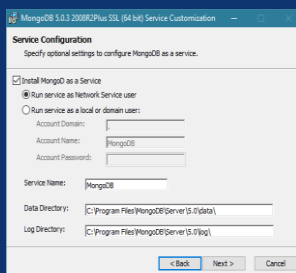 MongoDB 5.0.3 2008R2Plus SSL (64 bit) Service Customization
Service Configuration
Specify optional settings to configure MongoDB as a service.
Install MongoD as a Service
Run service as Network Service user
Run service as a local or domain user:
Account Domain:
.
Account Name:
MongoDB
Account Password:
Service Name:
MongoDB
Data Directory:
C:\Program Files\MongoDB\Server\5.0\data\
Log Directory:
C:\Program Files\MongoDB\Server\5.0\log\
< Back
Next >
Cancel